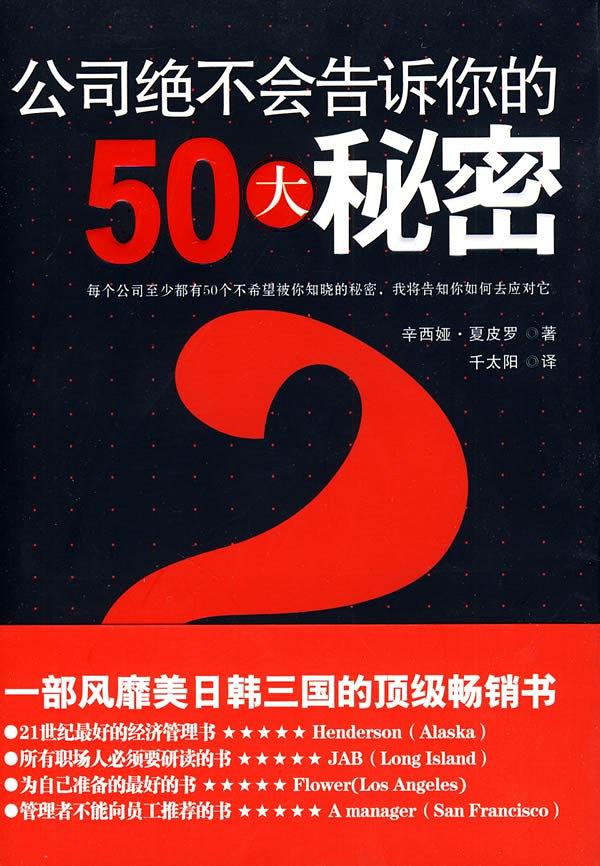 公司绝不会告诉你的
50大秘密
每个公司至少都有50个不希望被你知晓的秘密，我将告知你如何去应对它
辛西娅·夏皮罗◎著
千太阳◎译
一部风靡美日韩三国的顶级畅销书
●21世纪最好的经济管理书 ★★★★★ Henderson（Alaska）
●所有职场人必须要研读的书 ★★★★★ JAB（Long Island）
●为自己准备的最好的书 ★★★★★ Flower(Los Angeles)
●管理者不能向员工推荐的书 ★★★★★ A manager（San Francisco）